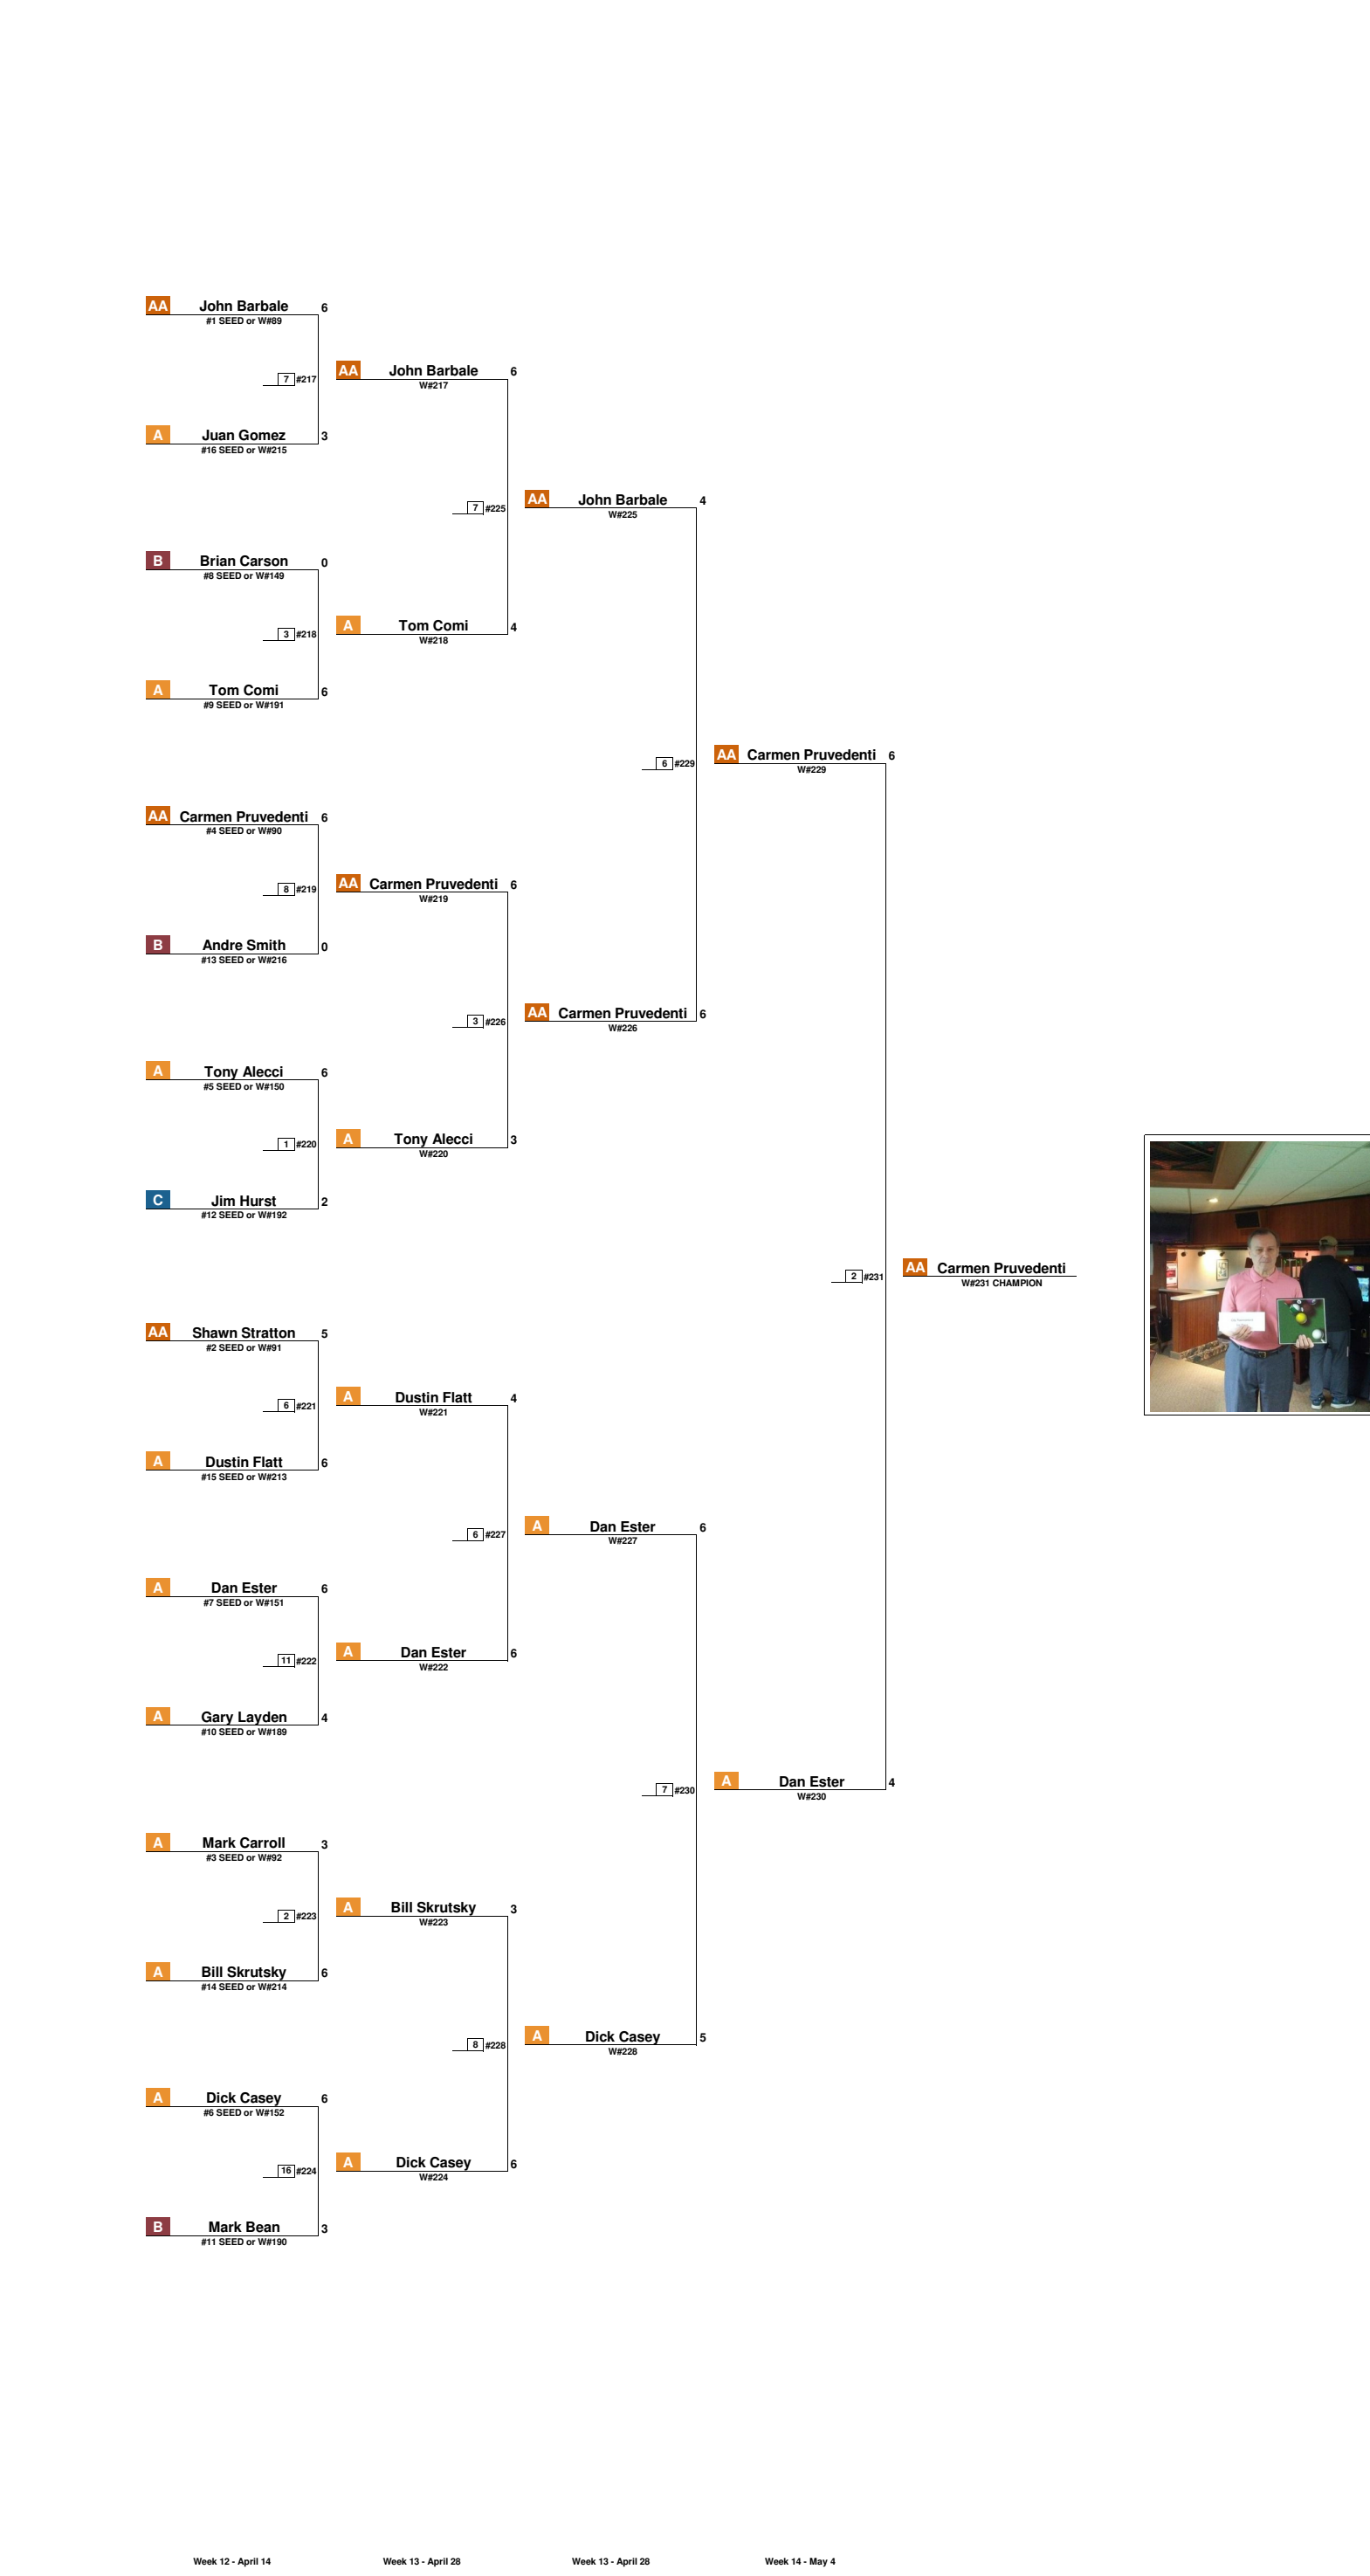 AA John Barbale 6
#1 SEED or W#89
7 #217
A Juan Gomez 3
#16 SEED or W#215
B Brian Carson 0
#8 SEED or W#149
3 #218
A Tom Comi 6
#9 SEED or W#191
AA Carmen Pruvedenti 6
#4 SEED or W#90
8 #219
B Andre Smith 0
#13 SEED or W#216
A Tony Alecci 6
#5 SEED or W#150
1 #220
C Jim Hurst 2
#12 SEED or W#192
AA Shawn Stratton 5
#2 SEED or W#91
6 #221
A Dustin Flatt 6
#15 SEED or W#213
A Dan Ester 6
#7 SEED or W#151
11 #222
A Gary Layden 4
#10 SEED or W#189
A Mark Carroll 3
#3 SEED or W#92
2 #223
A Bill Skrutsky 6
#14 SEED or W#214
A Dick Casey 6
#6 SEED or W#152
16 #224
B Mark Bean 3
#11 SEED or W#190
AA John Barbale 6
W#217
7 #225
A Tom Comi 4
W#218
AA Carmen Pruvedenti 6
W#219
3 #226
A Tony Alecci 3
W#220
A Dustin Flatt 4
W#221
6 #227
A Dan Ester 6
W#222
A Bill Skrutsky 3
W#223
8 #228
A Dick Casey 6
W#224
AA John Barbale 4
W#225
6 #229
AA Carmen Pruvedenti 6
W#226
A Dan Ester 6
W#227
7 #230
A Dick Casey 5
W#228
AA Carmen Pruvedenti 6
W#229
2 #231
A Dan Ester 4
W#230
AA Carmen Pruvedenti
W#231 CHAMPION
Week 12 - April 14
Week 13 - April 28
Week 13 - April 28
Week 14 - May 4